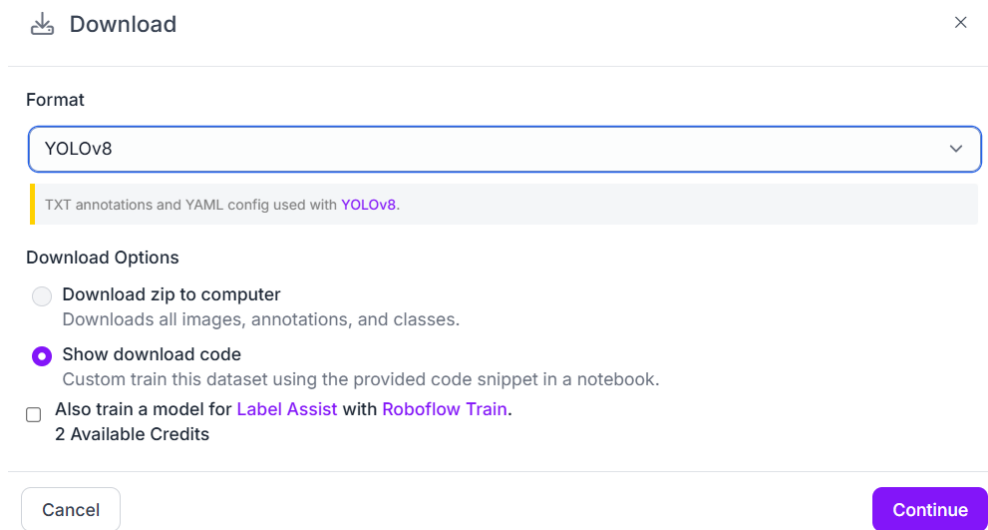 Download
Format
YOLOv8
TXT annotations and YAML config used with YOLOv8.
Download Options
Download zip to computer
Downloads all images, annotations, and classes.
Show download code
Custom train this dataset using the provided code snippet in a notebook.
Also train a model for Label Assist with Roboflow Train.
2 Available Credits
Cancel
Continue